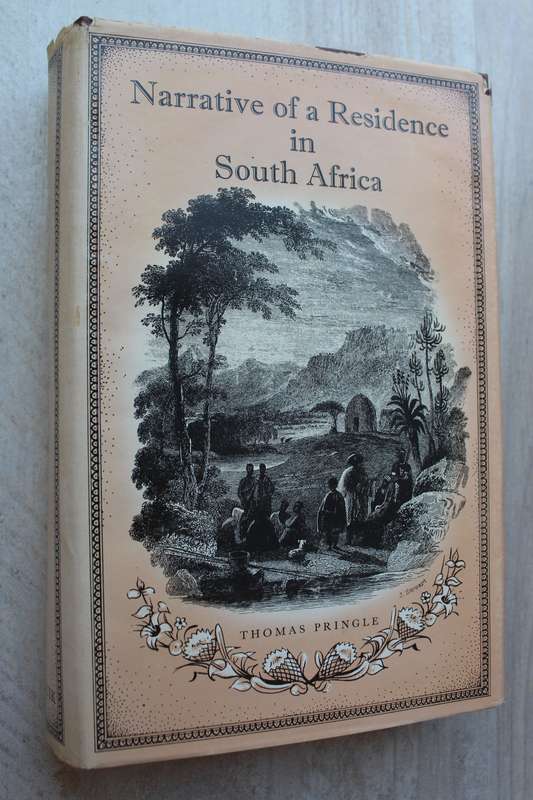 Narrative of a Residence
in
South Africa
THOMAS PRINGLE